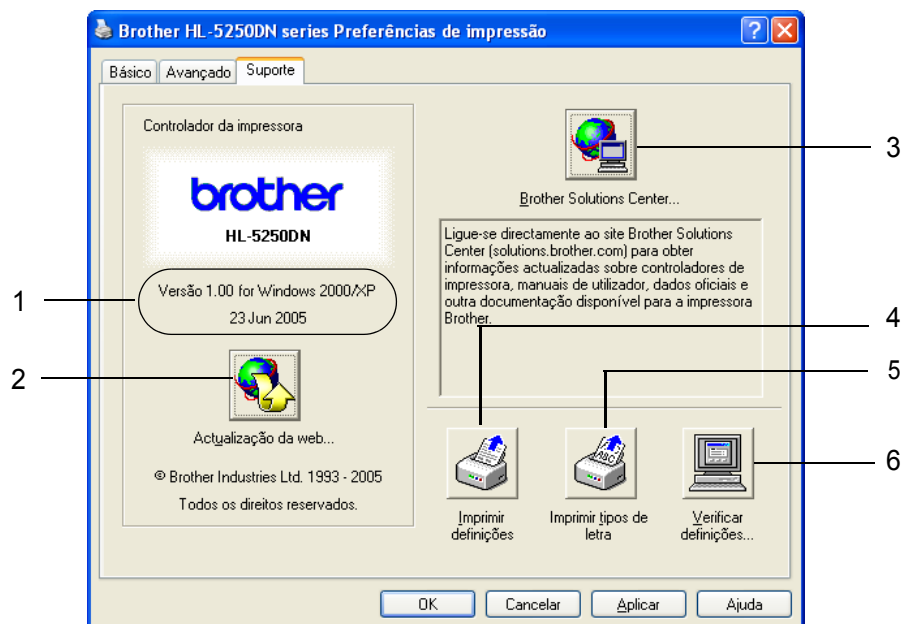 Brother HL-5250DN series Preferências de impressão
Básico Avançado Suporte
Controlador da impressora
brother
HL-5250DN
1
Versão 1.00 for Windows 2000/XP
23 Jun 2005
2
Actualização da web...
© Brother Industries Ltd. 1993 - 2005
Todos os direitos reservados.
3
Brother Solutions Center...
Ligue-se directamente ao site Brother Solutions
Center (solutions.brother.com) para obter
informações actualizadas sobre controladores de
impressora, manuais de utilizador, dados oficiais e
outra documentação disponível para a impressora
Brother.
4
5
6
ABC
Imprimir
definições
Imprimir tipos de
letra
Verificar
definições...
OK Cancelar Aplicar Ajuda